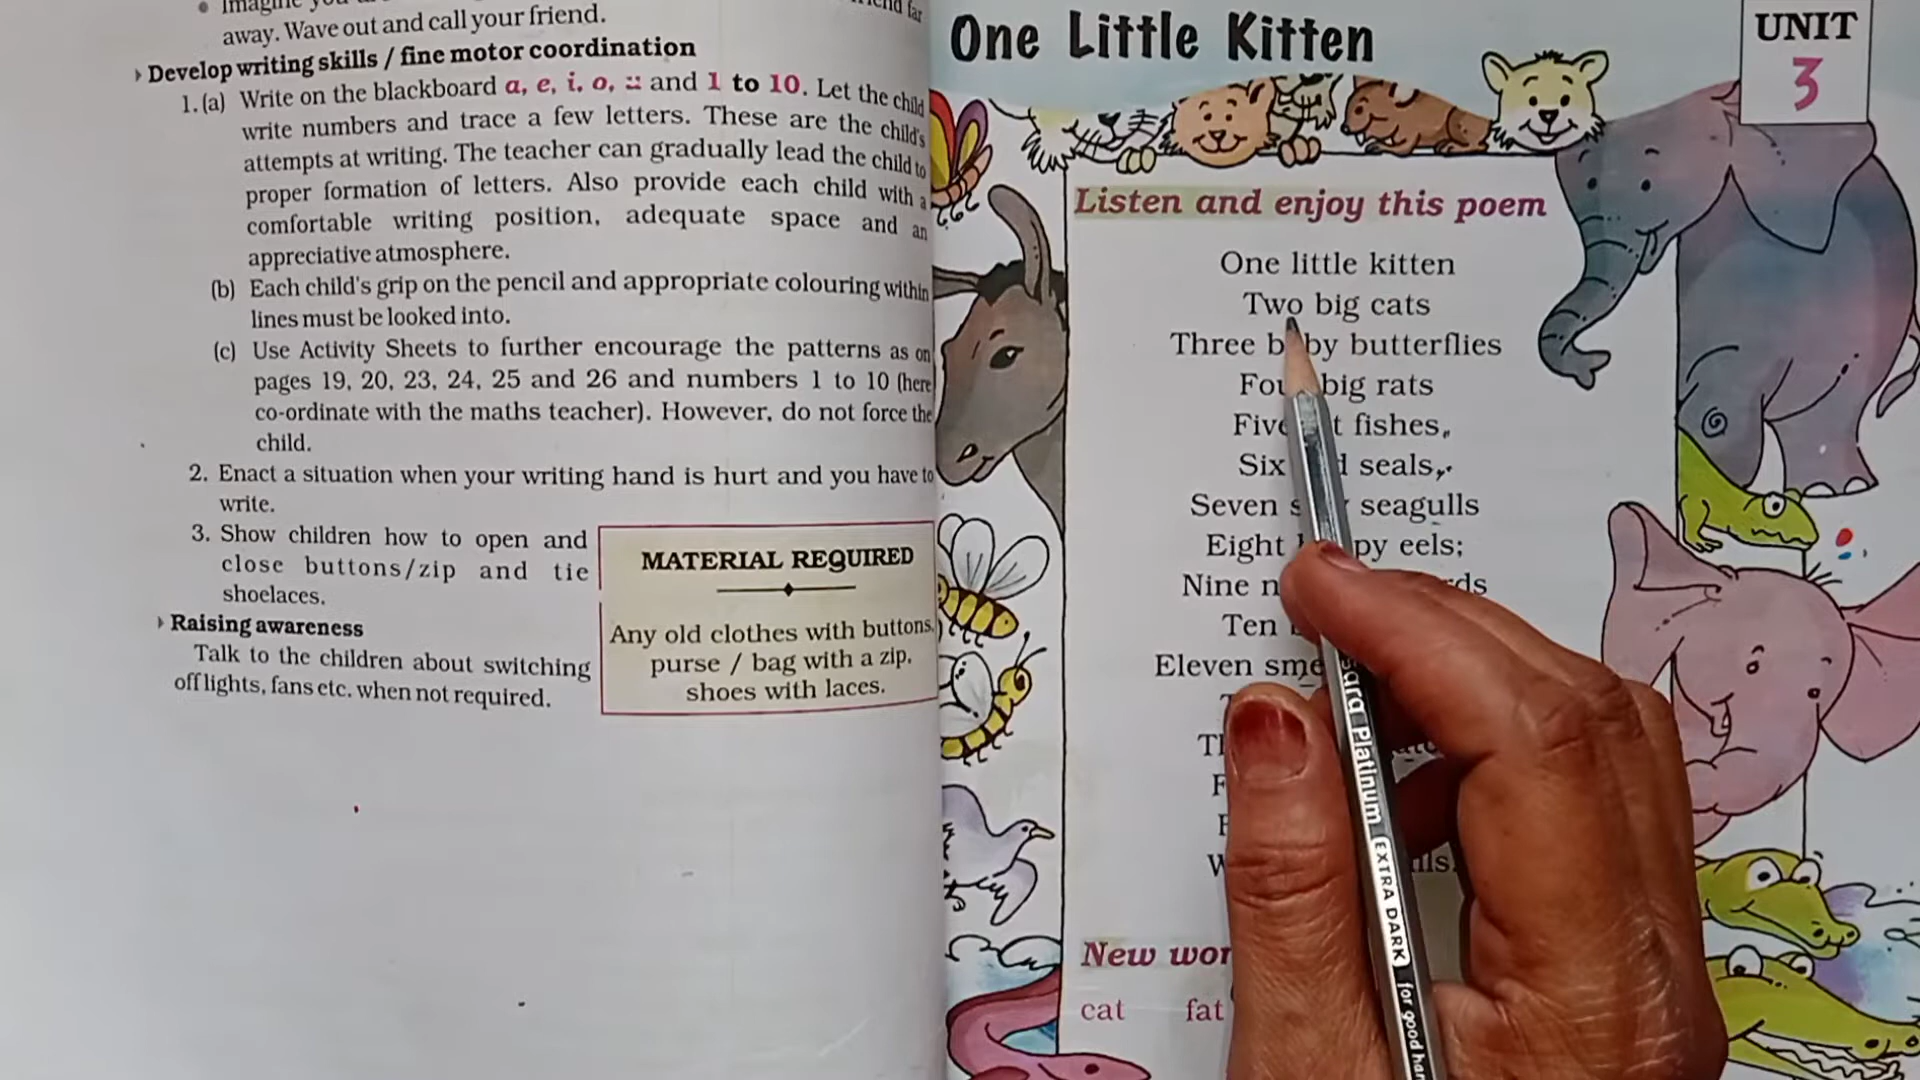 away. Wave out and call your friend.
Develop writing skills / fine motor coordination
1. (a) Write on the blackboard a, e, i, o, u and 1 to 10. Let the child
write numbers and trace a few letters. These are the child's
attempts at writing. The teacher can gradually lead the child to
proper formation of letters. Also provide each child with a
comfortable writing position, adequate space and an
appreciative atmosphere.
(b) Each child's grip on the pencil and appropriate colouring within
lines must be looked into.
(c) Use Activity Sheets to further encourage the patterns as on
pages 19, 20, 23, 24, 25 and 26 and numbers 1 to 10 (here
co-ordinate with the maths teacher). However, do not force the
child.
2. Enact a situation when your writing hand is hurt and you have to
write.
3. Show children how to open and
close buttons/zip and tie
shoelaces.
Raising awareness
Talk to the children about switching
off lights, fans etc. when not required.
MATERIAL REQUIRED
Any old clothes with buttons,
purse / bag with a zip,
shoes with laces.
One Little Kitten
UNIT
3
Listen and enjoy this poem
One little kitten
Two big cats
Three butterflies
big rats
Five fishes,
Six seals,
Seven seagulls
Eight eels;
Nine
Ten
Eleven
New
cat fat
Platinum EXTRA DARK for good